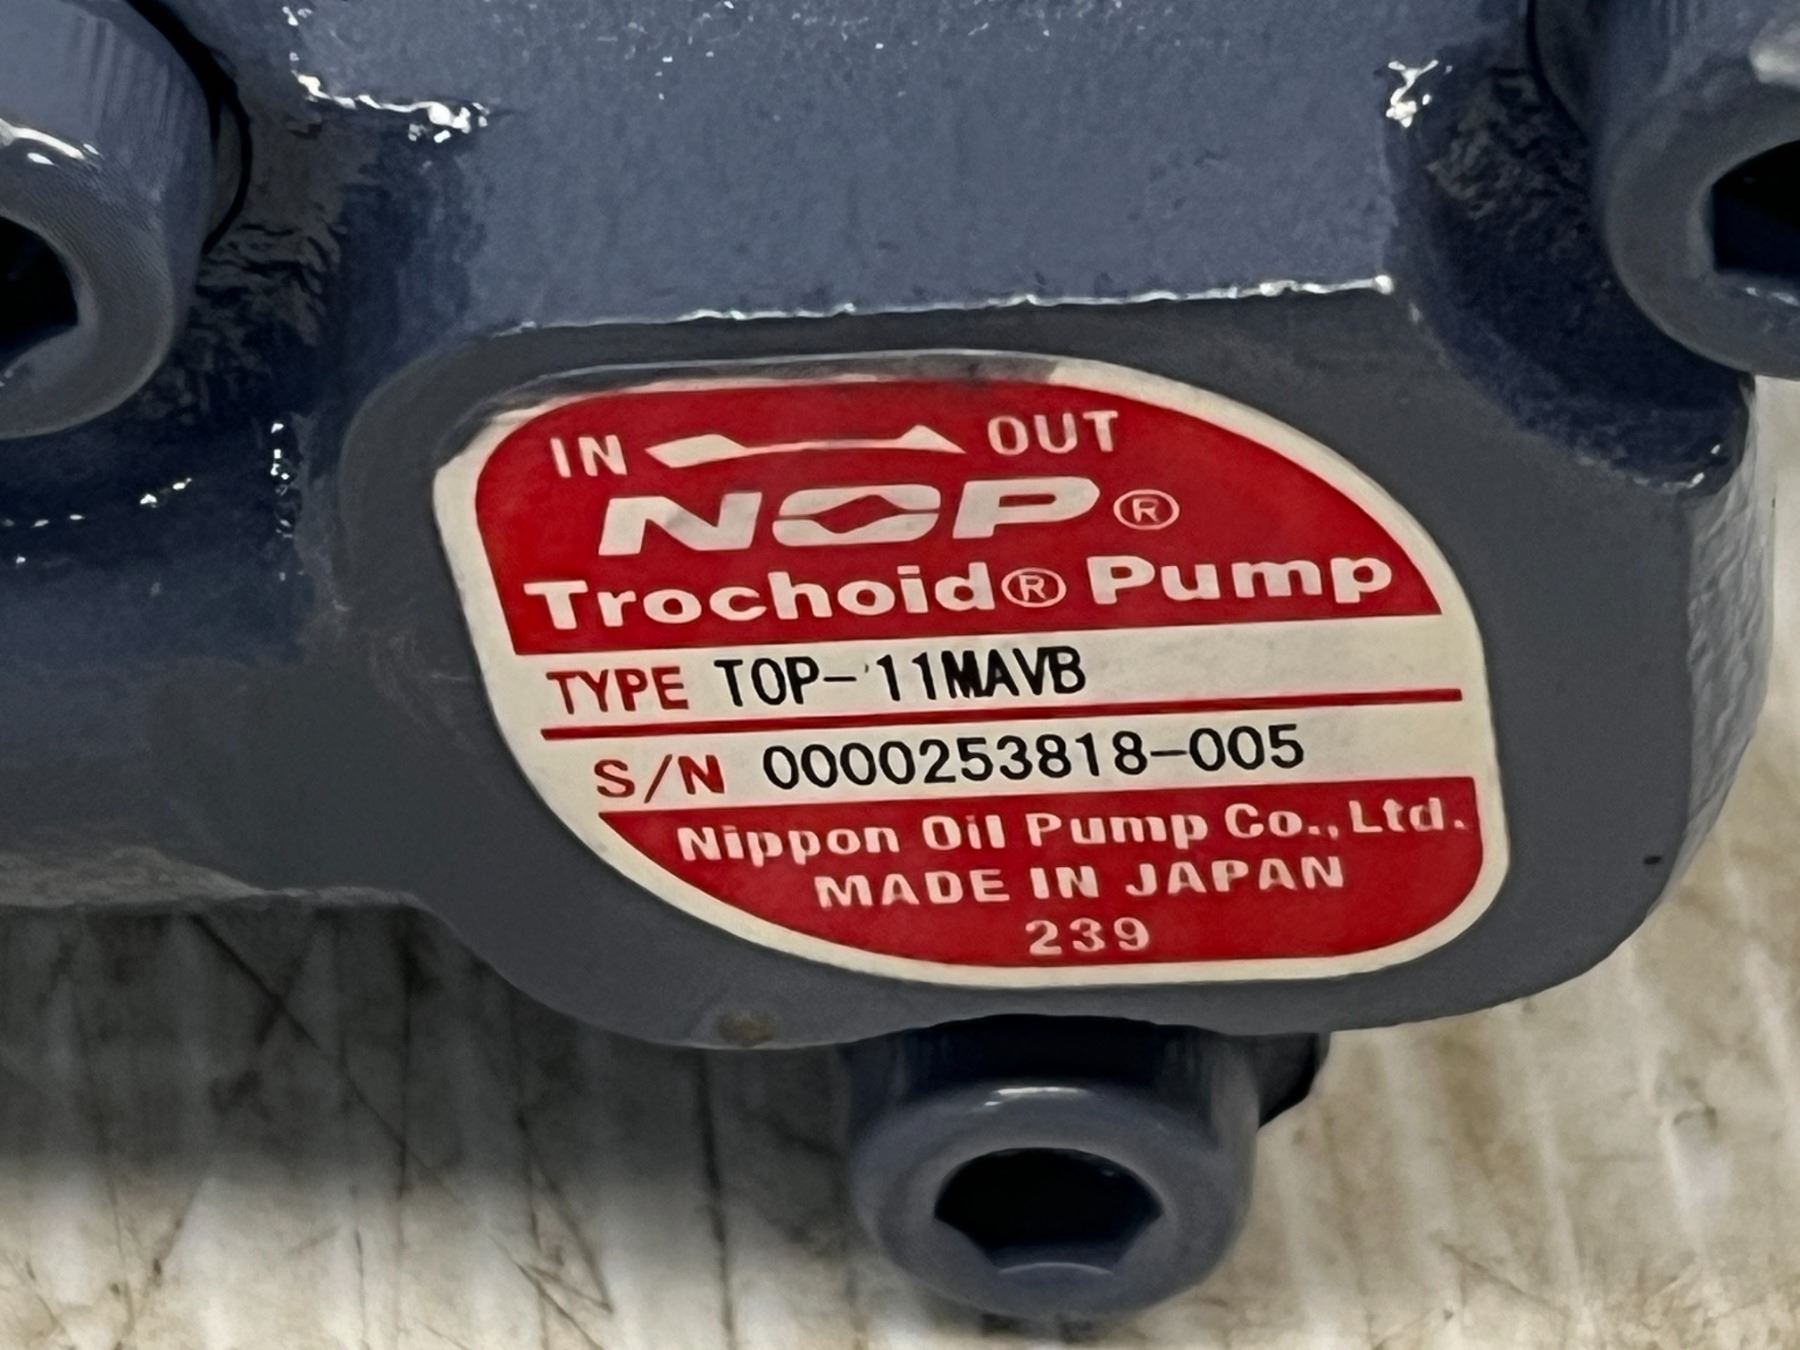 IN OUT
NOP®
Trochoid® Pump
TYPE TOP-11MAVB
S/N 0000253818-005
Nippon Oil Pump Co., Ltd.
MADE IN JAPAN
239